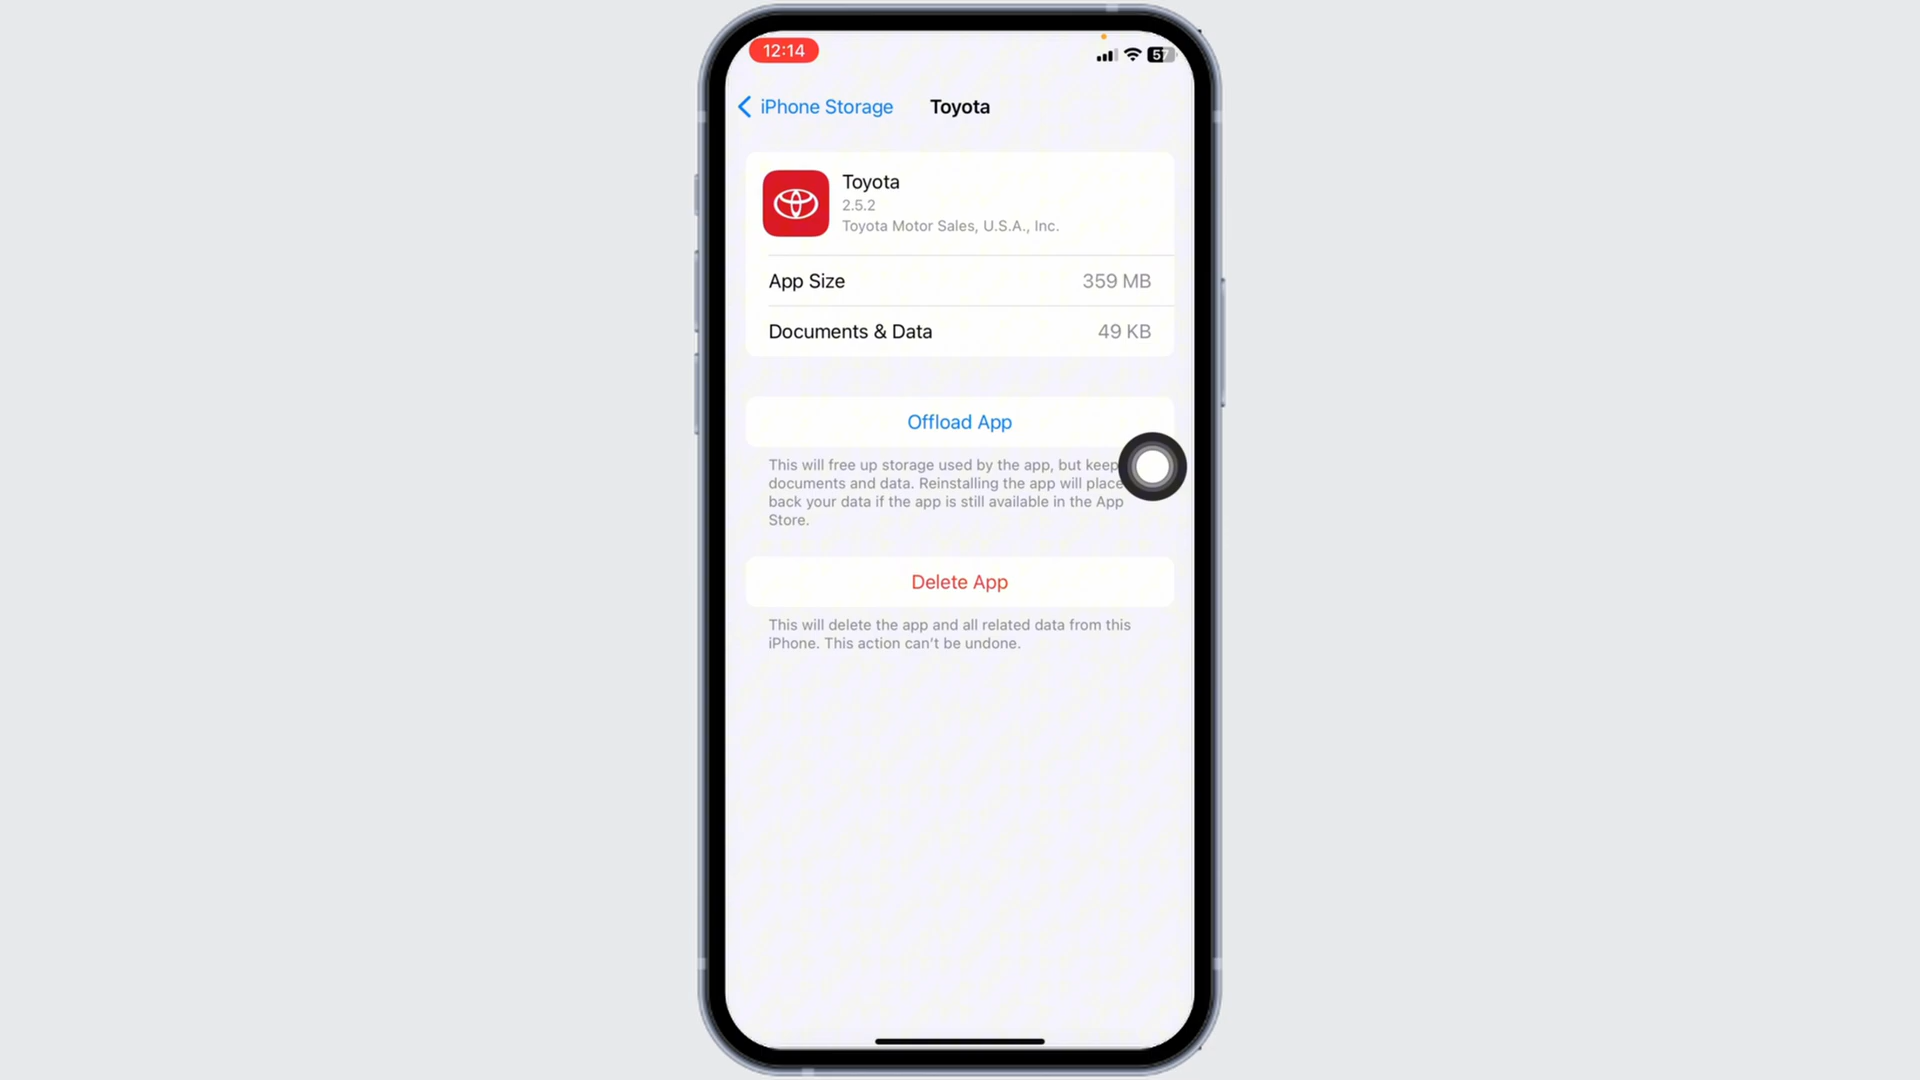 12:14
57
iPhone Storage
Toyota
Toyota
2.5.2
Toyota Motor Sales, U.S.A., Inc.
App Size
359 MB
Documents & Data
49 KB
Offload App
This will free up storage used by the app, but keep
documents and data. Reinstalling the app will place
back your data if the app is still available in the App
Store.
Delete App
This will delete the app and all related data from this
iPhone. This action can't be undone.